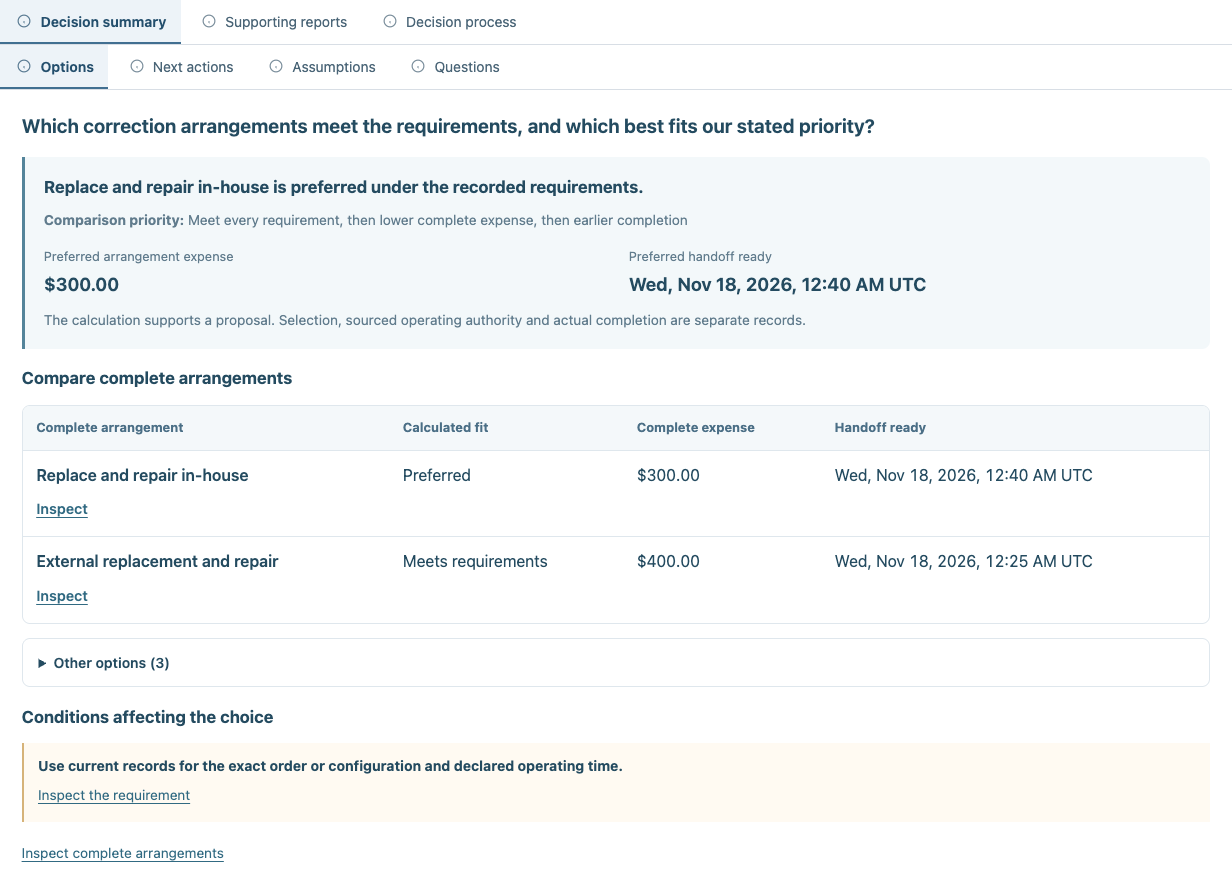 Decision summary
Supporting reports
Decision process
Options
Next actions
Assumptions
Questions
Which correction arrangements meet the requirements, and which best fits our stated priority?
Replace and repair in-house is preferred under the recorded requirements.
Comparison priority: Meet every requirement, then lower complete expense, then earlier completion
Preferred arrangement expense
$300.00
Preferred handoff ready
Wed, Nov 18, 2026, 12:40 AM UTC
The calculation supports a proposal. Selection, sourced operating authority and actual completion are separate records.
Compare complete arrangements
Complete arrangement Calculated fit Complete expense Handoff ready
Replace and repair in-house Preferred $300.00 Wed, Nov 18, 2026, 12:40 AM UTC
Inspect
External replacement and repair Meets requirements $400.00 Wed, Nov 18, 2026, 12:25 AM UTC
Inspect
Other options (3)
Conditions affecting the choice
Use current records for the exact order or configuration and declared operating time.
Inspect the requirement
Inspect complete arrangements